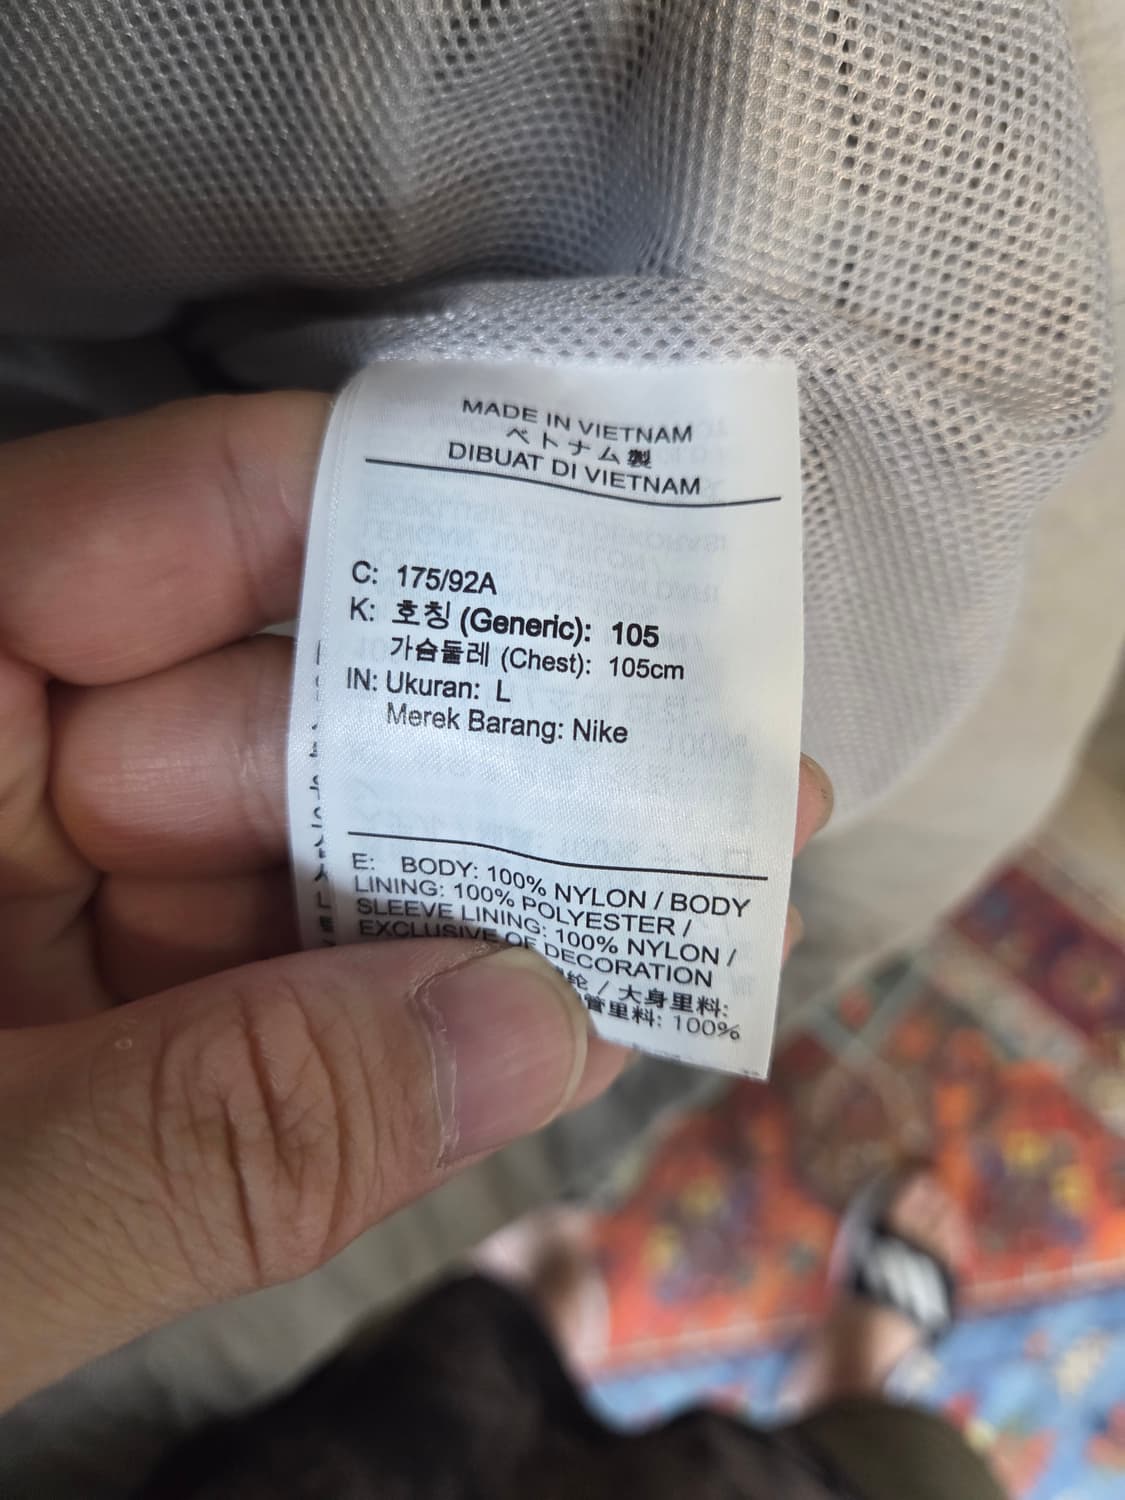 MADE IN VIETNAM
ベトナム製
DIBUAT DI VIETNAM
C: 175/92A
K: 호칭 (Generic): 105
가슴둘레 (Chest): 105cm
IN: Ukuran: L
Merek Barang: Nike
E: BODY: 100% NYLON / BODY
LINING: 100% POLYESTER /
SLEEVE LINING: 100% NYLON /
EXCLUSIVE OF DECORATION
/ 大身里料:
管里料: 100%